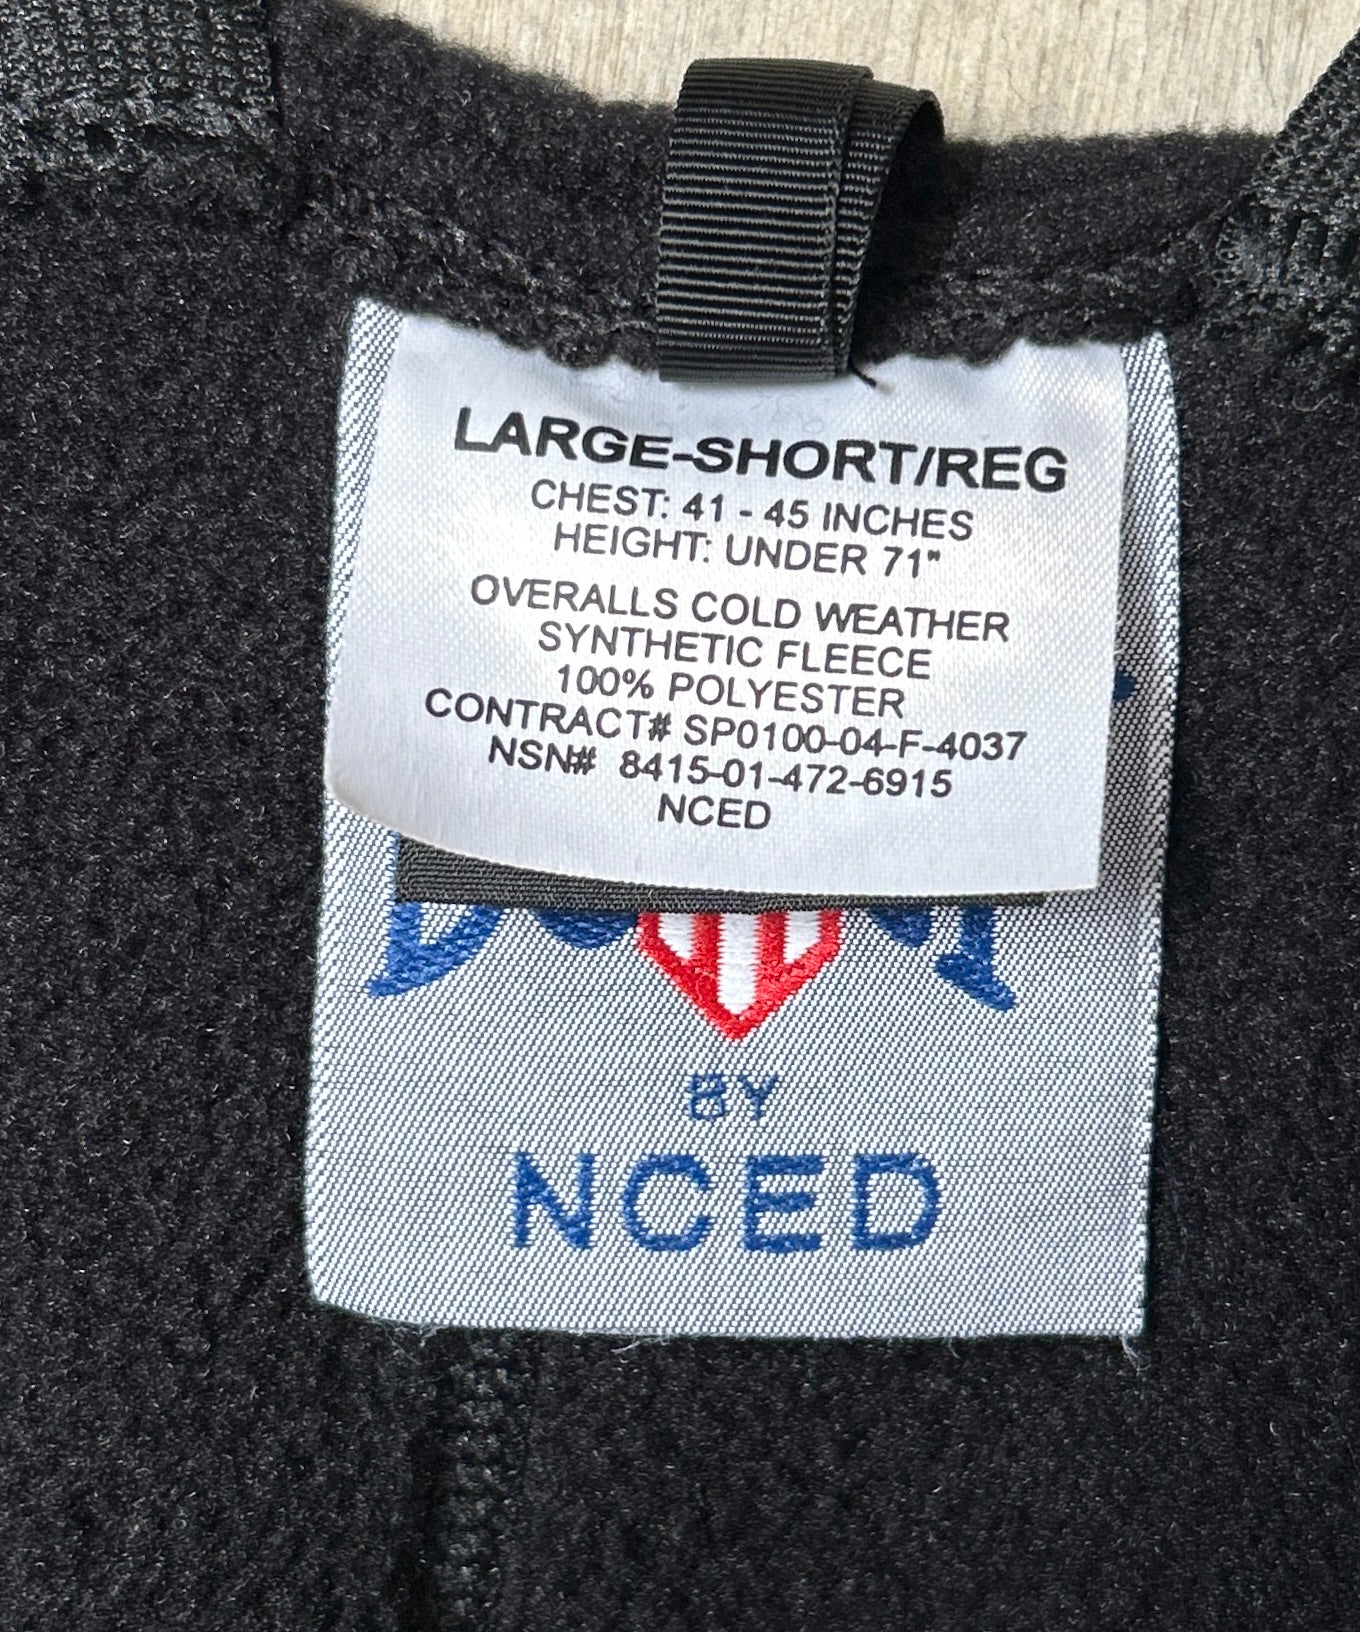 LARGE-SHORT/REG
CHEST: 41 - 45 INCHES
HEIGHT: UNDER 71"
OVERALLS COLD WEATHER
SYNTHETIC FLEECE
100% POLYESTER
CONTRACT# SP0100-04-F-4037
NSN# 8415-01-472-6915
NCED
BY
NCED